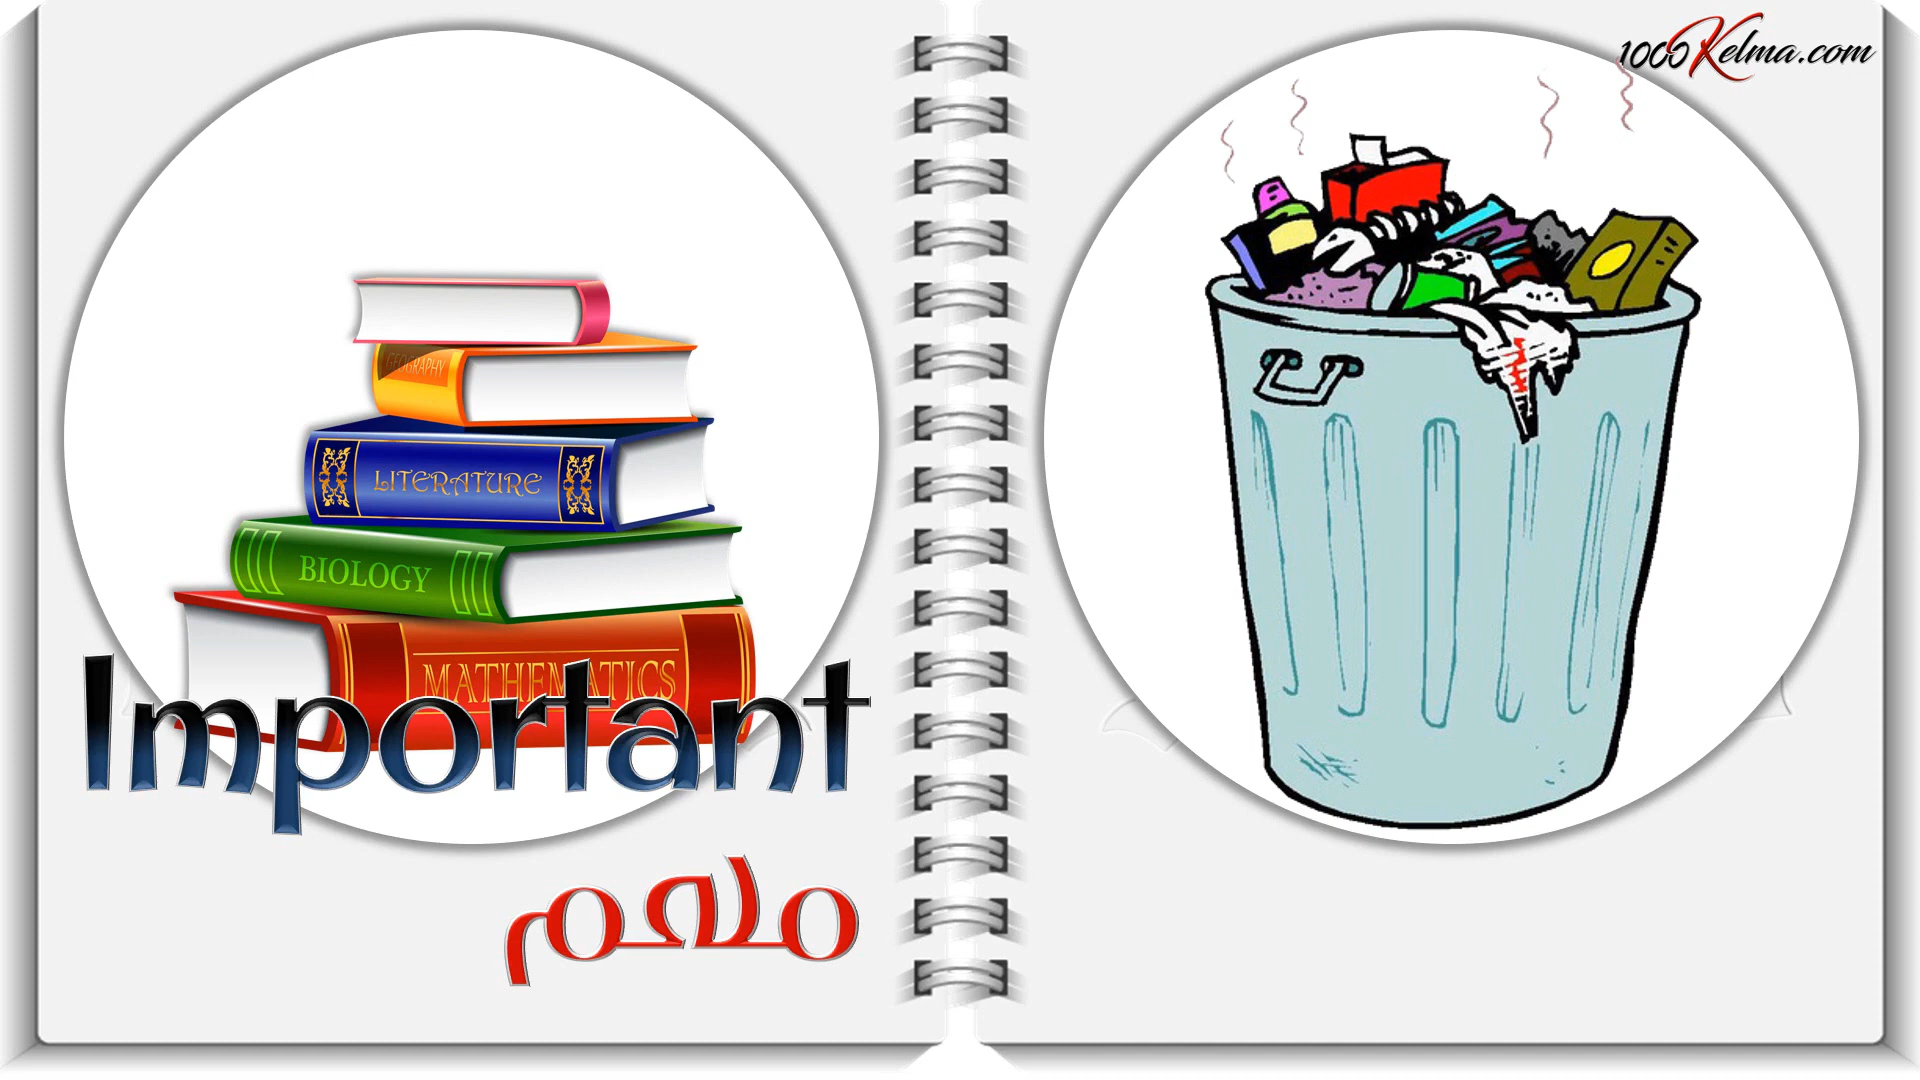 1000Kelma.com
GEOGRAPHY
LITERATURE
BIOLOGY
MATHEMATICS
Important
مهم